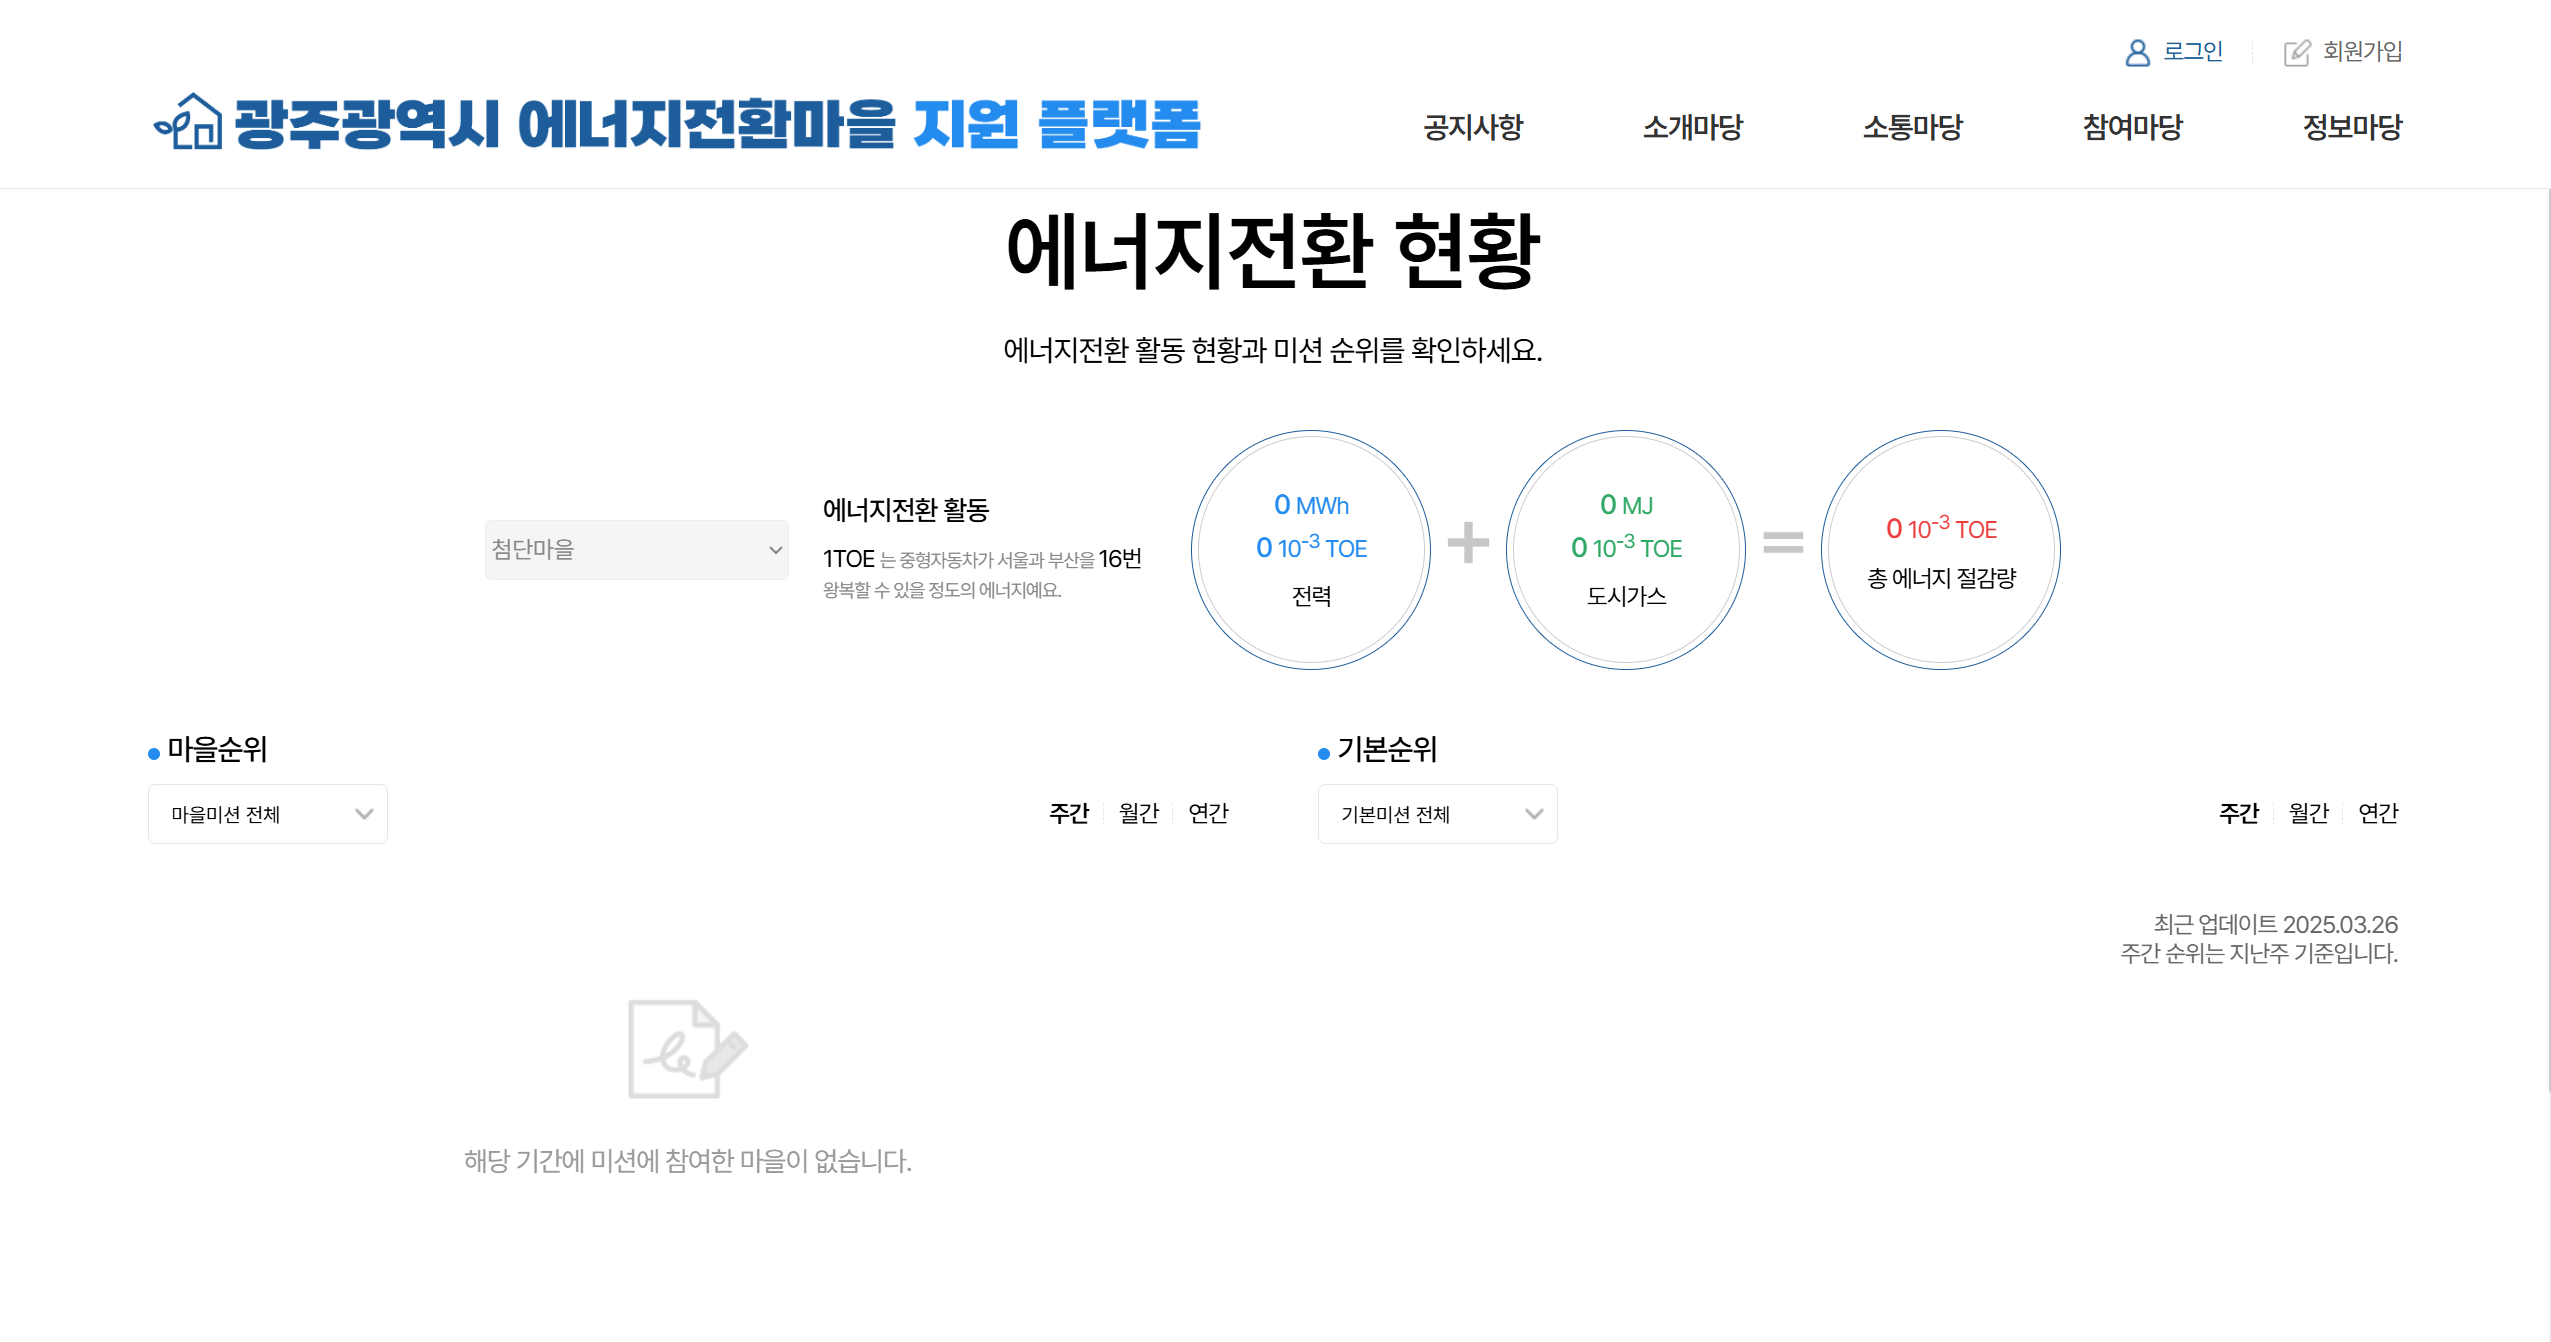 로그인
회원가입
광주광역시 에너지전환마을 지원 플랫폼
공지사항
소개마당
소통마당
참여마당
정보마당
에너지전환 현황
에너지전환 활동 현황과 미션 순위를 확인하세요.
첨단마을
에너지전환 활동
1TOE 는 중형자동차가 서울과 부산을 16번
왕복할 수 있을 정도의 에너지예요.
0 MWh
0 10-3 TOE
전력
+
0 MJ
0 10-3 TOE
도시가스
=
0 10-3 TOE
총 에너지 절감량
마을순위
마을미션 전체
주간 월간 연간
해당 기간에 미션에 참여한 마을이 없습니다.
기본순위
기본미션 전체
주간 월간 연간
최근 업데이트 2025.03.26
주간 순위는 지난주 기준입니다.